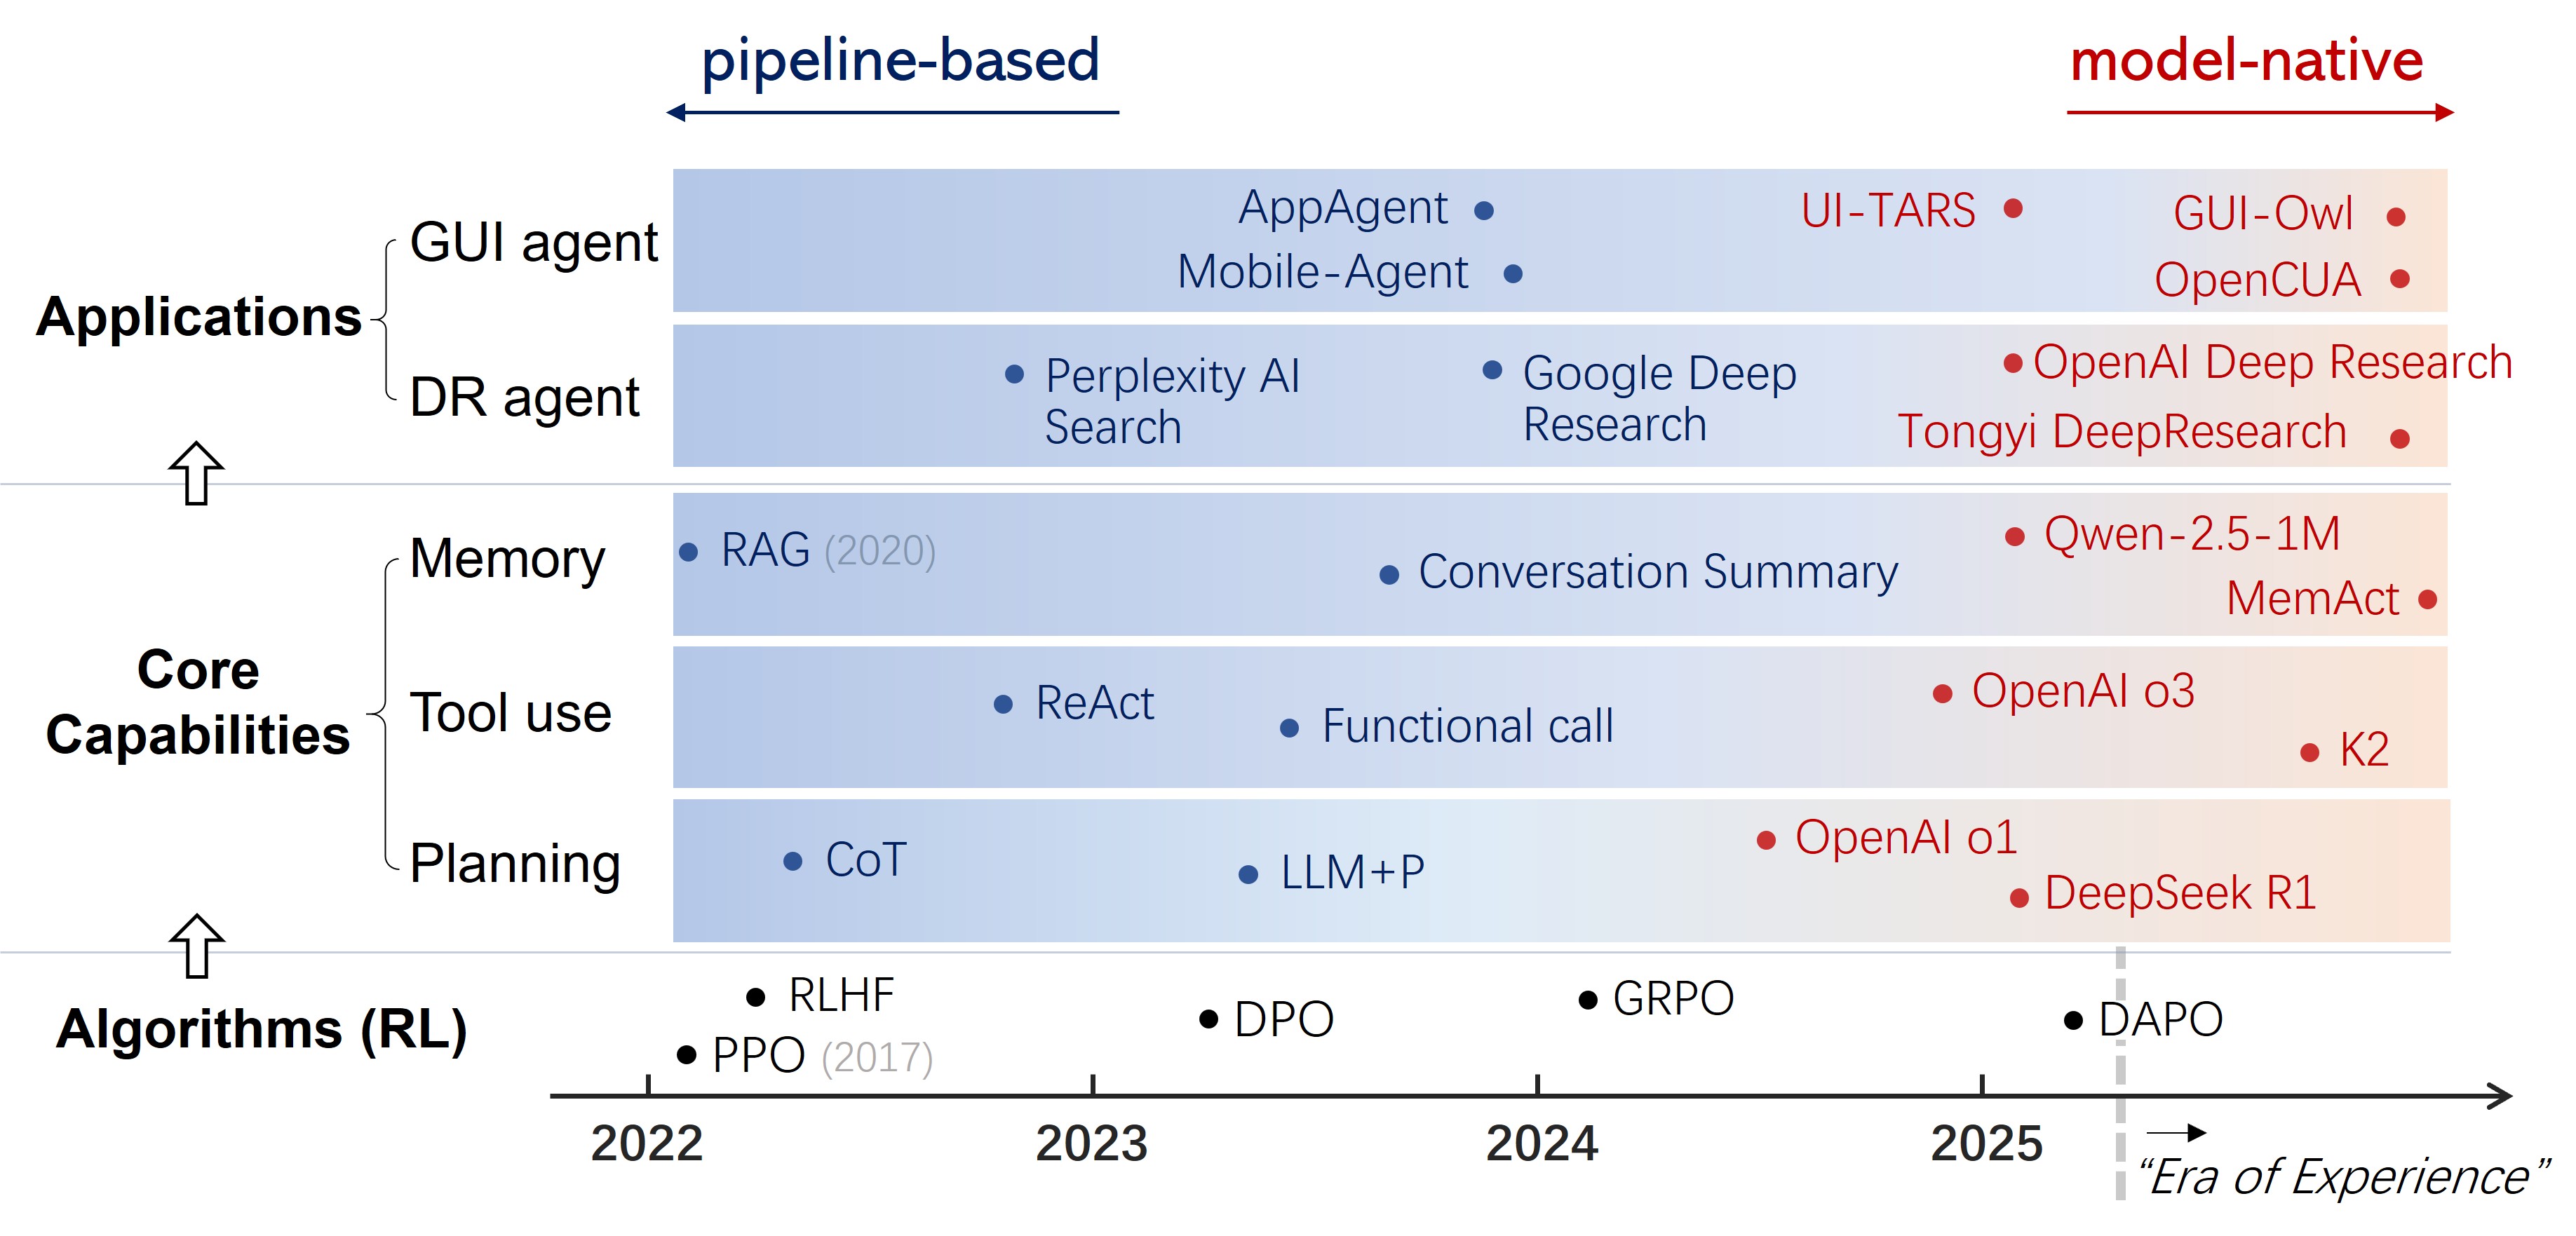 pipeline-based
model-native
Applications
GUI agent
AppAgent
Mobile-Agent
UI-TARS
GUI-Owl
OpenCUA
DR agent
Perplexity AI
Search
Google Deep
Research
OpenAI Deep Research
Tongyi DeepResearch
Core
Capabilities
Memory
RAG (2020)
Conversation Summary
Qwen-2.5-1M
MemAct
Tool use
ReAct
Functional call
OpenAI o3
K2
Planning
CoT
LLM+P
OpenAI o1
DeepSeek R1
Algorithms (RL)
RLHF
PPO (2017)
DPO
GRPO
DAPO
2022
2023
2024
2025
“Era of Experience”